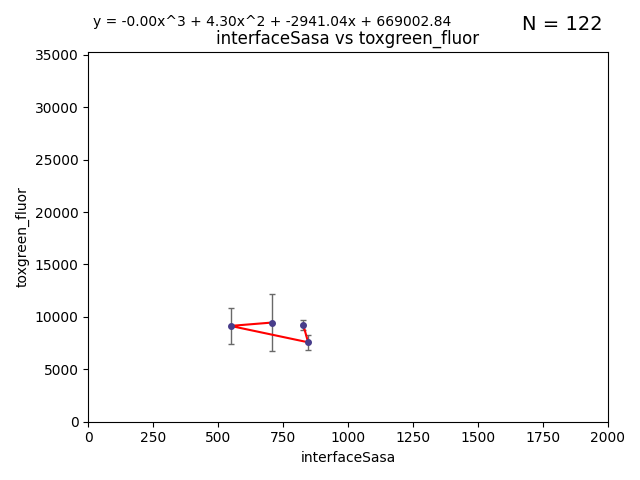 y = -0.00x^3 + 4.30x^2 + -2941.04x + 669002.84
N = 122
interfaceSasa vs toxgreen_fluor
35000
30000
25000
20000
15000
10000
5000
0
toxgreen_fluor
0 250 500 750 1000 1250 1500 1750 2000
interfaceSasa